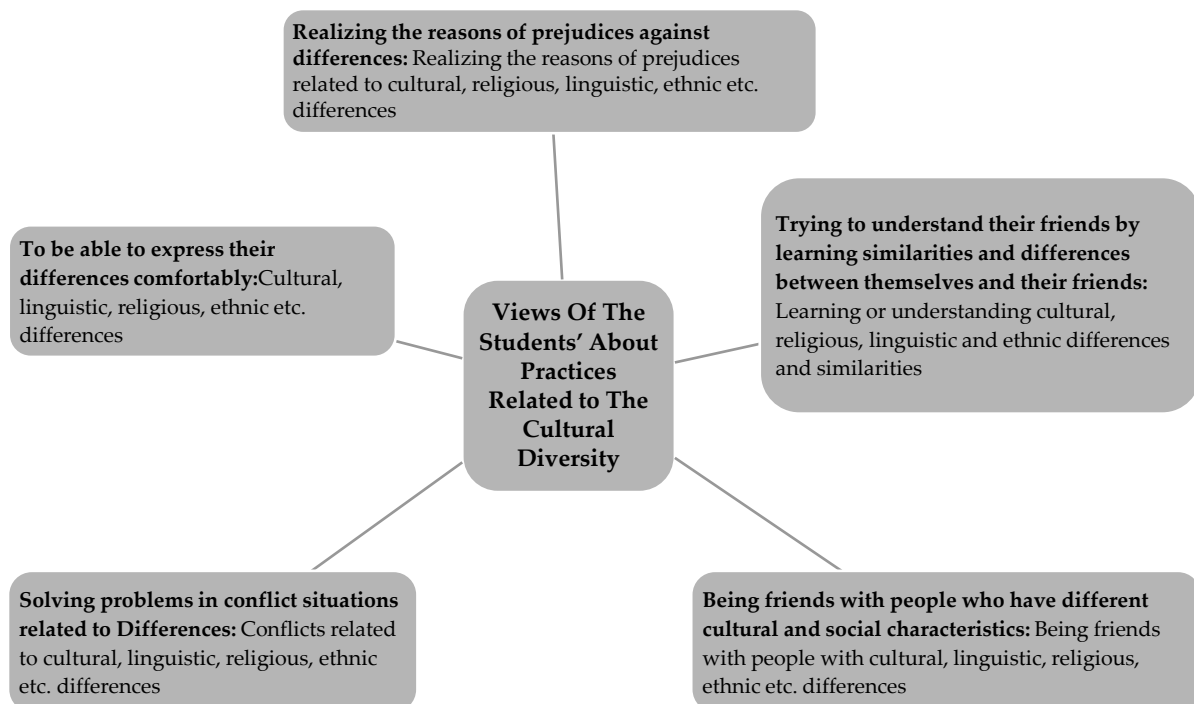 Realizing the reasons of prejudices against
differences: Realizing the reasons of prejudices
related to cultural, religious, linguistic, ethnic etc.
differences
To be able to express their
differences comfortably:Cultural,
linguistic, religious, ethnic etc.
differences
Trying to understand their friends by
learning similarities and differences
between themselves and their friends:
Learning or understanding cultural,
religious, linguistic and ethnic differences
and similarities
Views Of The
Students’ About
Practices
Related to The
Cultural
Diversity
Solving problems in conflict situations
related to Differences: Conflicts related
to cultural, linguistic, religious, ethnic
etc. differences
Being friends with people who have different
cultural and social characteristics: Being friends
with people with cultural, linguistic, religious,
ethnic etc. differences